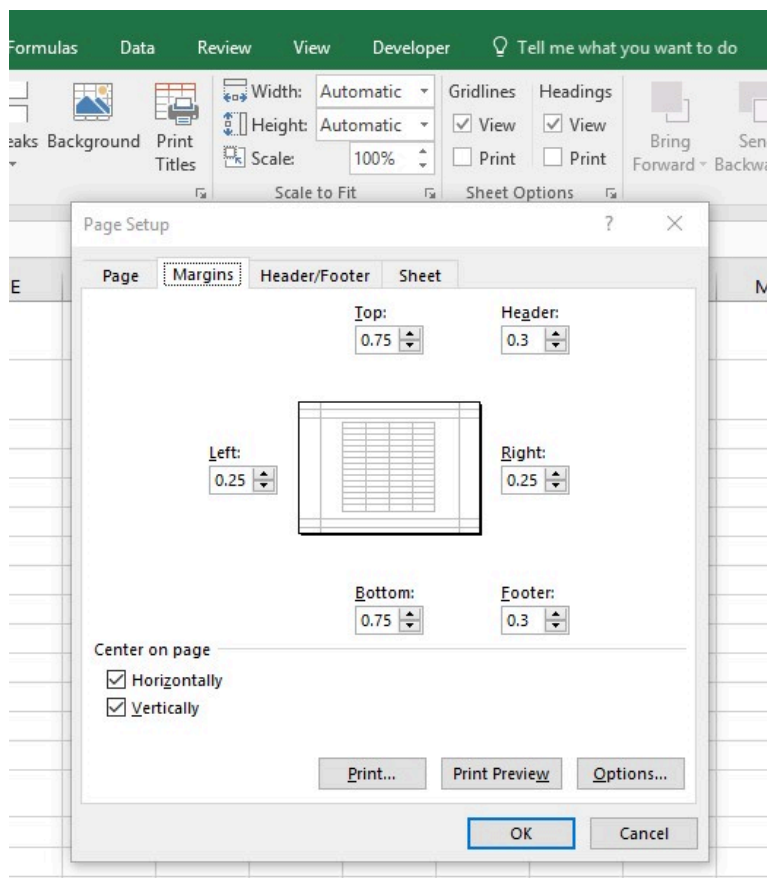 Formulas Data Review View Developer Tell me what you want to do
Width: Automatic Gridlines Headings
Height: Automatic View View
Background Print Titles Scale: 100% Print Print Bring Forward
Scale to Fit Sheet Options
Page Setup ?
E
Page Margins Header/Footer Sheet
Top: Header:
0.75 0.3
Left: Right:
0.25 0.25
Bottom: Footer:
0.75 0.3
Center on page
Horizontally
Vertically
Print... Print Preview Options...
OK Cancel